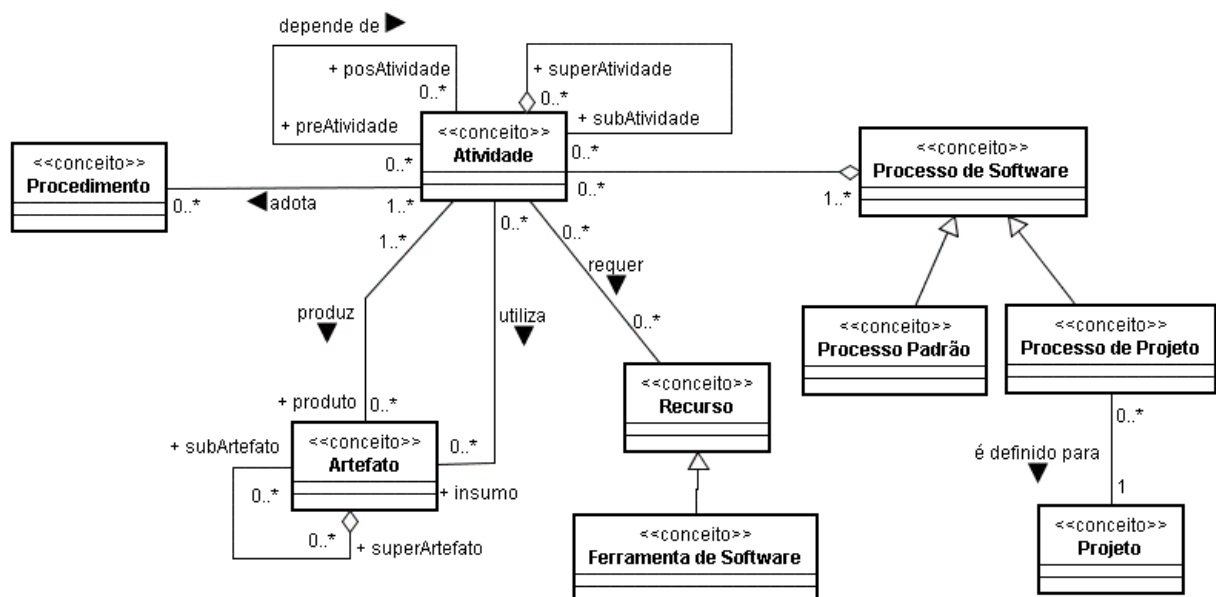 depende de
+ posAtividade
0..*
+ superAtividade
0..*
+ preAtividade
0..*
+ subAtividade
0..*
<<conceito>>
Atividade
<<conceito>>
Procedimento
<<conceito>>
Processo de Software
0..*
adota
1..*
0..*
1..*
1..*
0..*
0..*
produz
utiliza
requer
0..*
<<conceito>>
Processo Padrão
<<conceito>>
Processo de Projeto
+ produto
0..*
<<conceito>>
Recurso
0..*
+ subArtefato
0..*
<<conceito>>
Artefato
0..*
+ insumo
é definido para
1
0..*
+ superArtefato
<<conceito>>
Ferramenta de Software
<<conceito>>
Projeto